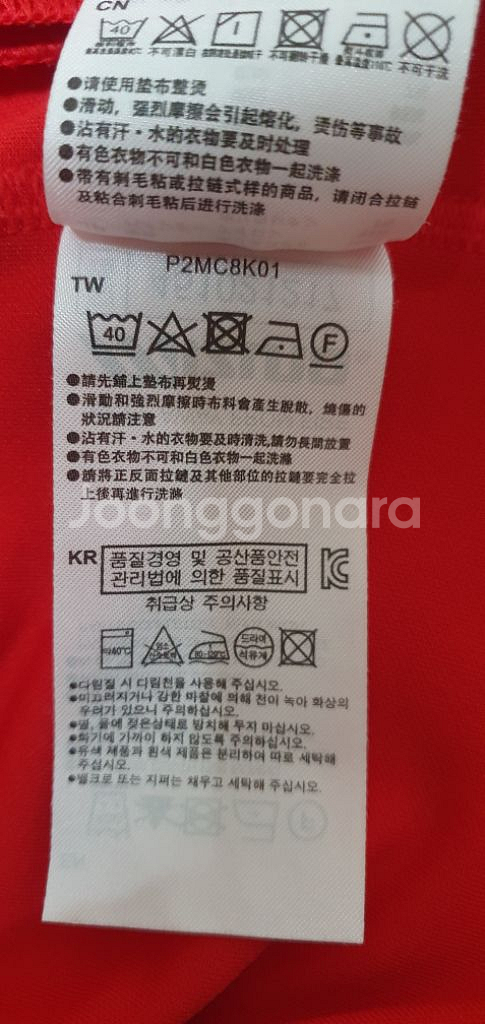 CN
40
不可漂白
不可干洗
●请使用垫布整烫
●滑动，强烈摩擦会引起熔化，烫伤等事故
●沾有汗・水的衣物要及时处理
●有色衣物不可和白色衣物一起洗涤
●带有刺毛粘或拉链式样的商品，请闭合拉链
及粘合刺毛粘后进行洗涤
P2MC8K01
TW
40
F
●請先鋪上墊布再熨燙
●滑動和強烈摩擦時布料會產生脫散，燒傷的
狀況請注意
●沾有汗・水的衣物要及時清洗,請勿長間放置
●有色衣物不可和白色衣物一起洗滌
●請將正反面拉鏈及其他部位的拉鏈要完全拉
上後再進行洗滌
Joonggonara
KR 품질경영 및 공산품안전
관리법에 의한 품질표시
취급상 주의사항
약40℃
염소
80-120℃
드라이
석유계
●다림질 시 다림천을 사용해 주십시오.
●미끄러지거나 강한 마찰에 의해 천이 녹아 화상의
우려가 있으니 주의하십시오.
●땀, 물에 젖은상태로 방치해 두지 마십시오.
●화기에 가까이 하지 않도록 주의하십시오.
●유색 제품과 흰색 제품은 분리하여 따로 세탁해
주십시오.
●벨크로 또는 지퍼는 채우고 세탁해 주십시오.